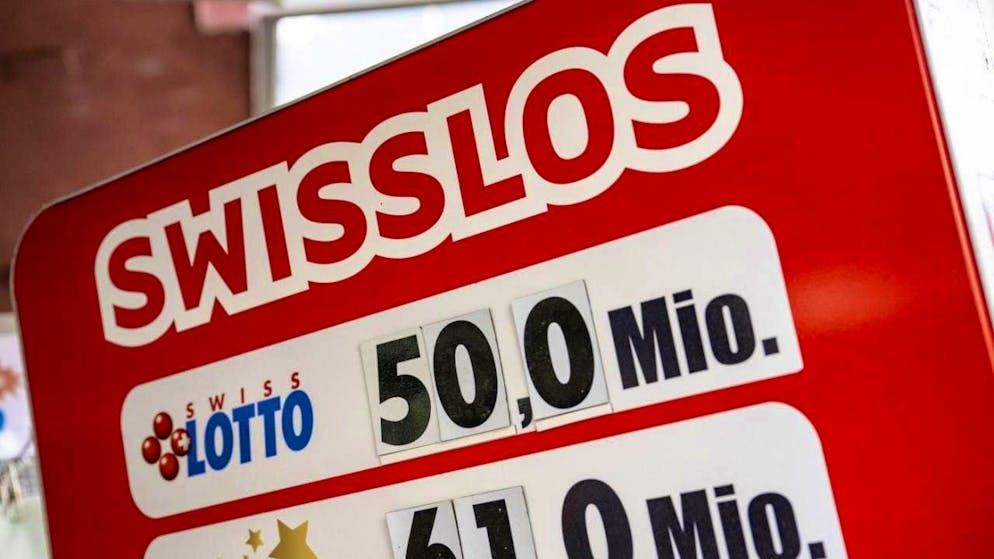 SWISSLOS
SWISS
LOTTO
50,0 Mio.
61 0 Mio.